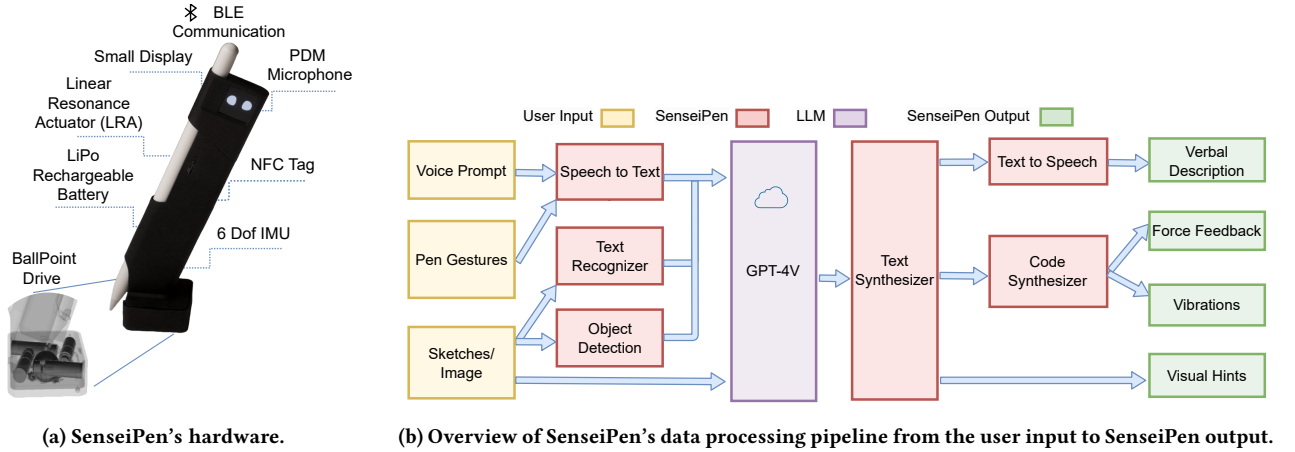 BLE
Communication
Small Display
PDM
Microphone
Linear
Resonance
Actuator (LRA)
LiPo
Rechargeable
Battery
NFC Tag
6 Dof IMU
BallPoint
Drive
(a) SenseiPen's hardware.
User Input
SenseiPen
LLM
SenseiPen Output
Voice Prompt
Speech to Text
Pen Gestures
Text
Recognizer
Object
Detection
Sketches/
Image
GPT-4V
Text
Synthesizer
Text to Speech
Code
Synthesizer
Verbal
Description
Force Feedback
Vibrations
Visual Hints
(b) Overview of SenseiPen's data processing pipeline from the user input to SenseiPen output.